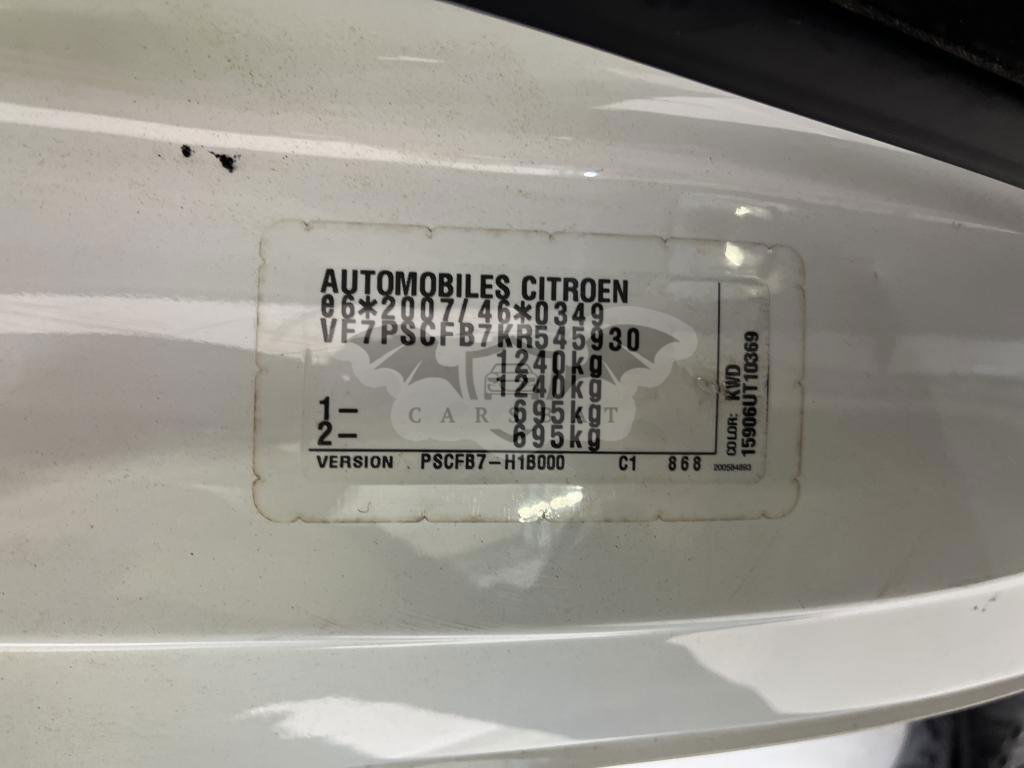 AUTOMOBILES CITROEN
e6*2007/46*0349
VF7PSCFB7KR545930
1240kg
1240kg
1- 695kg
2- 695kg
VERSION PSCFB7-H1B000 C1 868
COLOR: KWD
15906UT10369
200584893